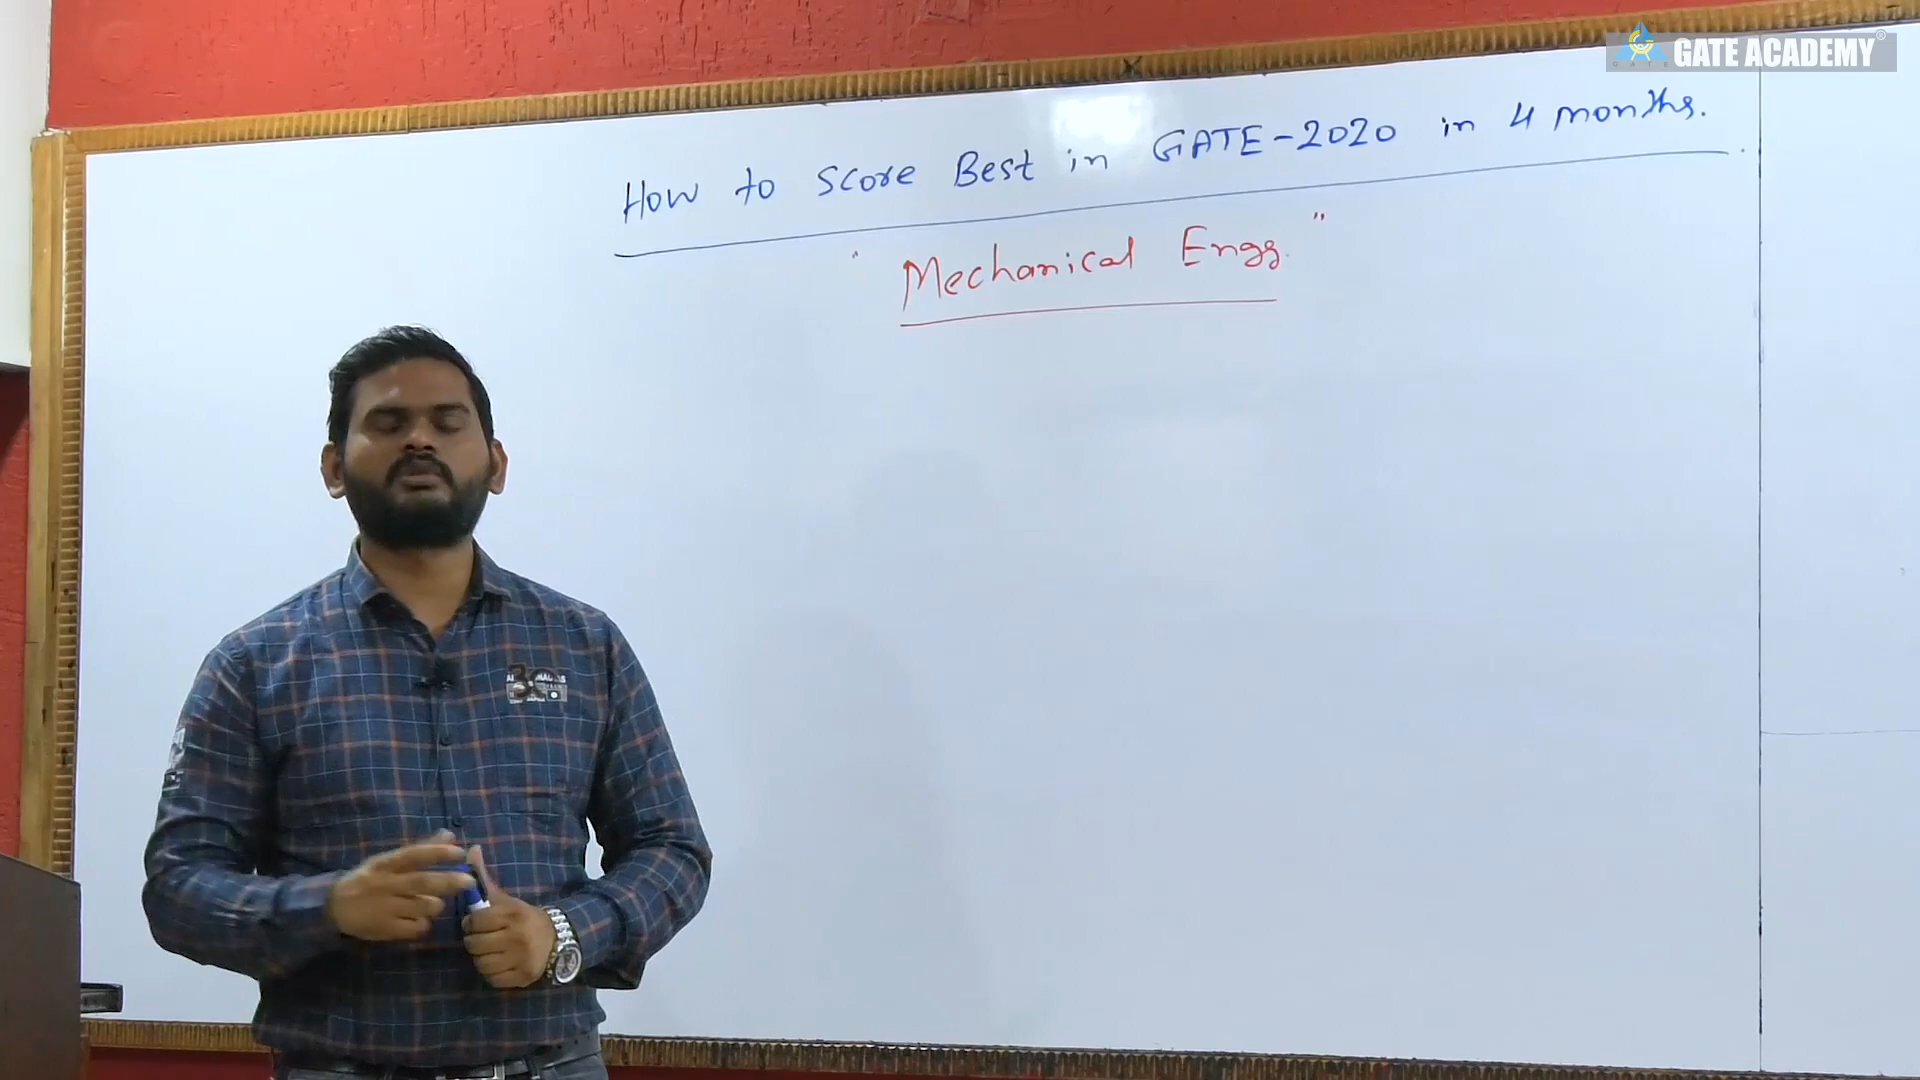 GATE ACADEMY®
How to Score Best in GATE-2020 in 4 months.
"Mechanical Engg."